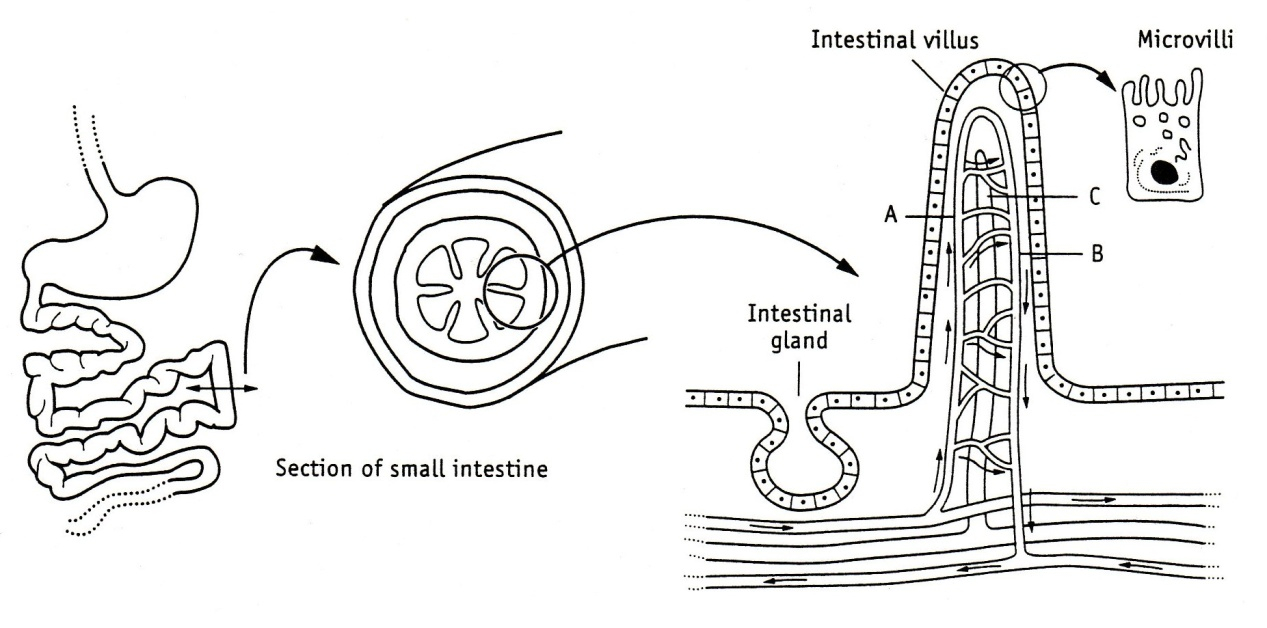 Intestinal villus
Microvilli
A
C
B
Intestinal
gland
Section of small intestine